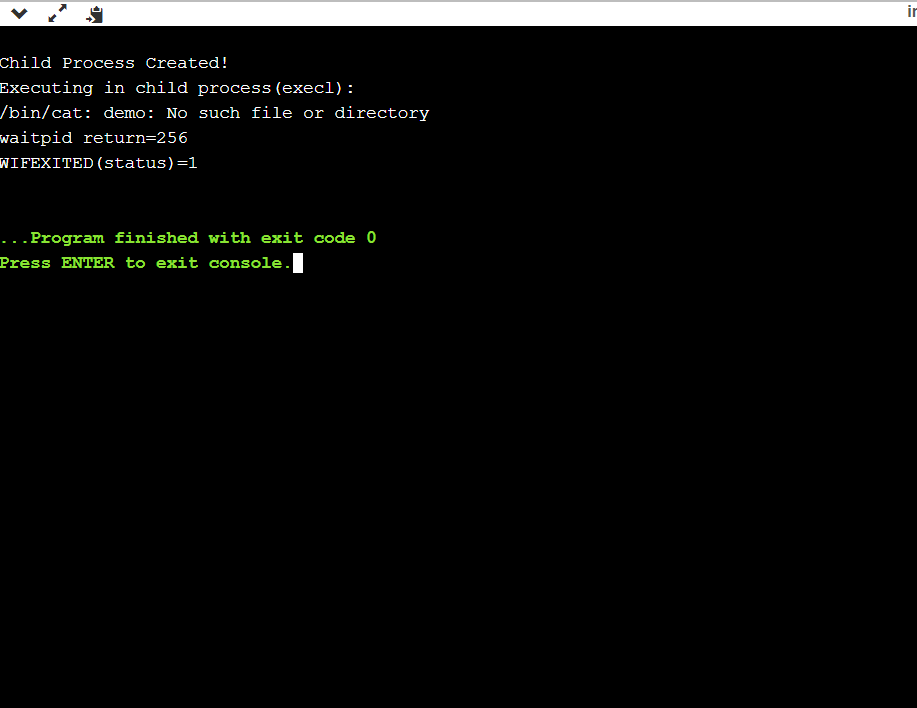 Child Process Created!
Executing in child process(execl):
/bin/cat: demo: No such file or directory
waitpid return=256
WIFEXITED(status)=1
...Program finished with exit code 0
Press ENTER to exit console.